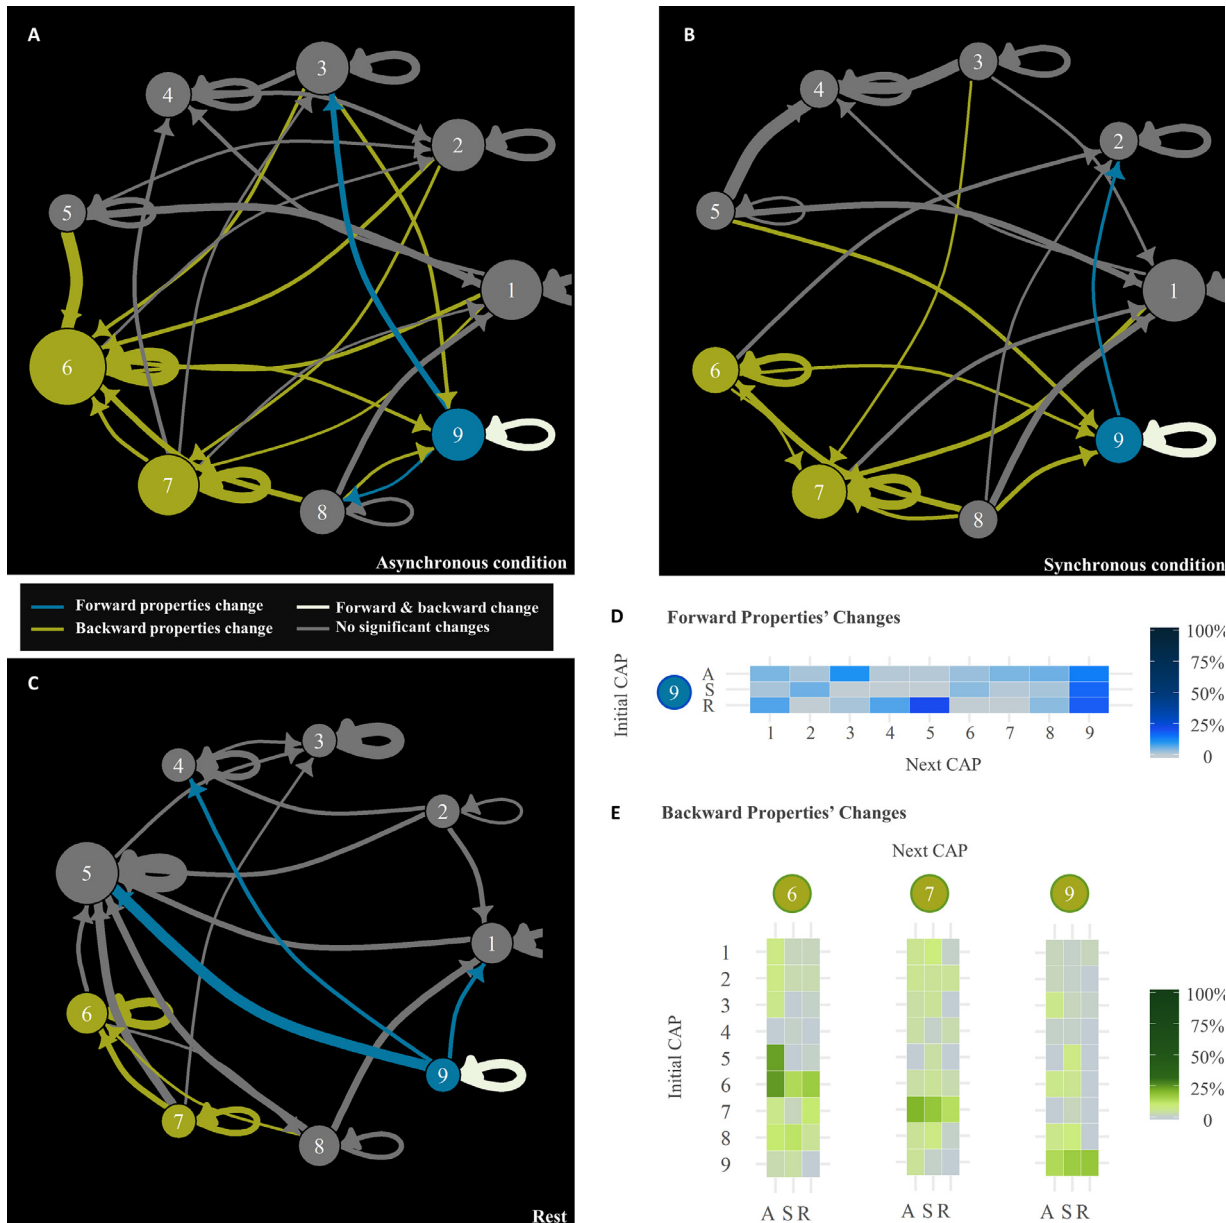 A
3
4
2
5
1
6
9
7
8
Asynchronous condition
B
3
4
2
5
1
6
9
7
8
Synchronous condition
Forward properties change
Forward & backward change
Backward properties change
No significant changes
C
3
4
2
5
1
6
9
7
8
Rest
D Forward Properties' Changes
Initial CAP
9
A
S
R
1 2 3 4 5 6 7 8 9
Next CAP
100%
75%
50%
25%
0
E Backward Properties' Changes
Next CAP
6 7 9
Initial CAP
1
2
3
4
5
6
7
8
9
A S R A S R A S R
100%
75%
50%
25%
0